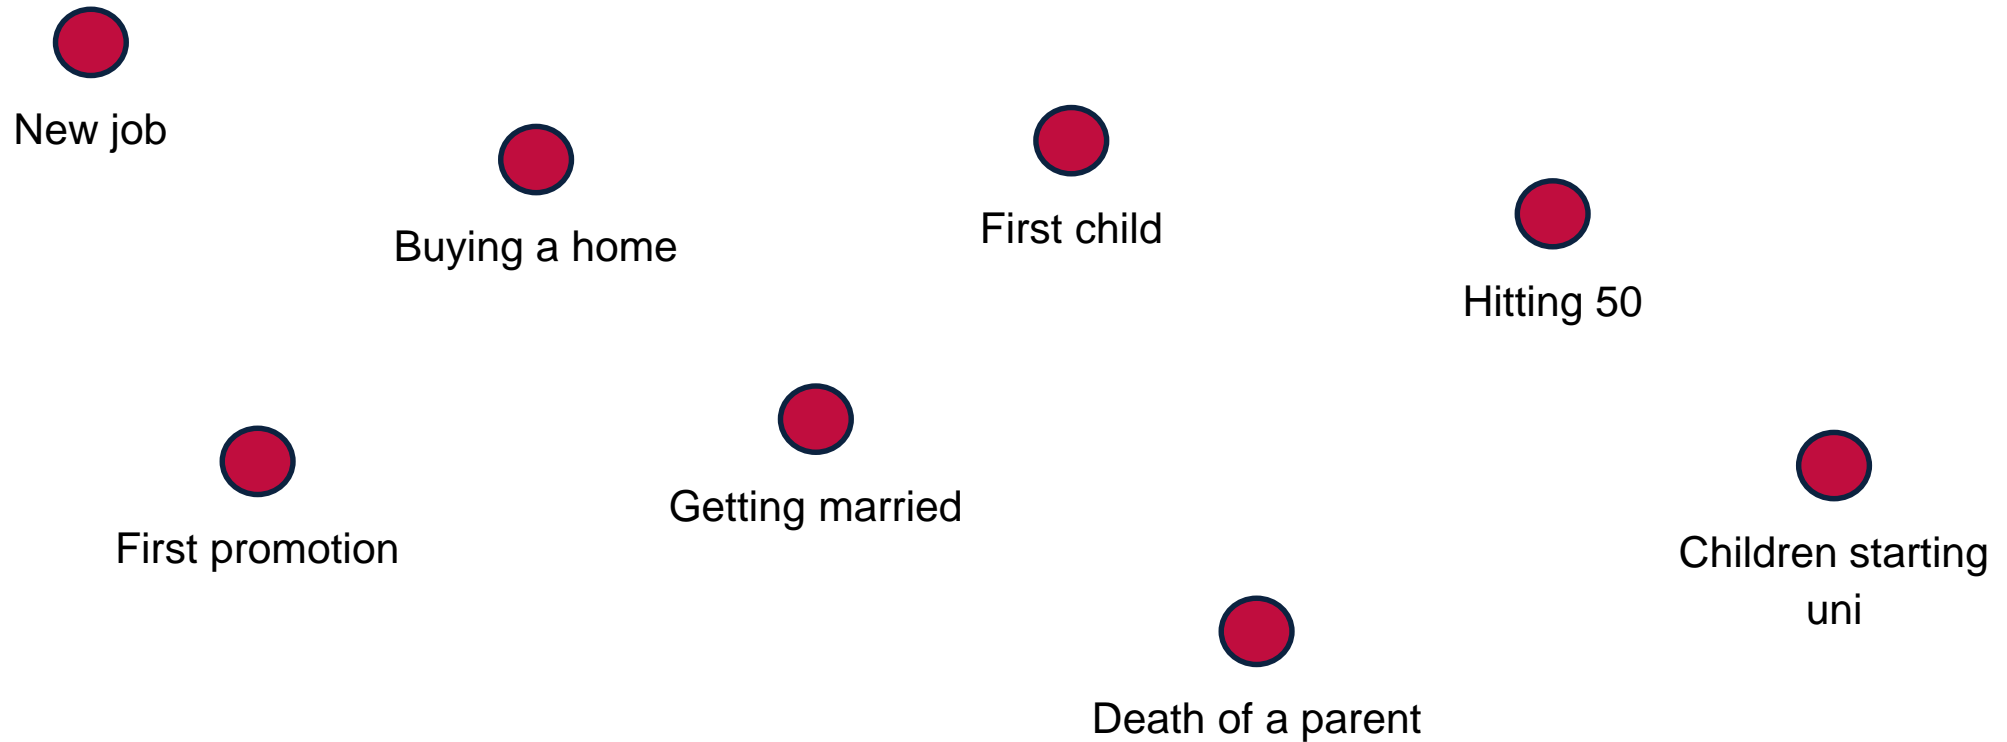 New job
Buying a home
First child
Hitting 50
First promotion
Getting married
Children starting
uni
Death of a parent